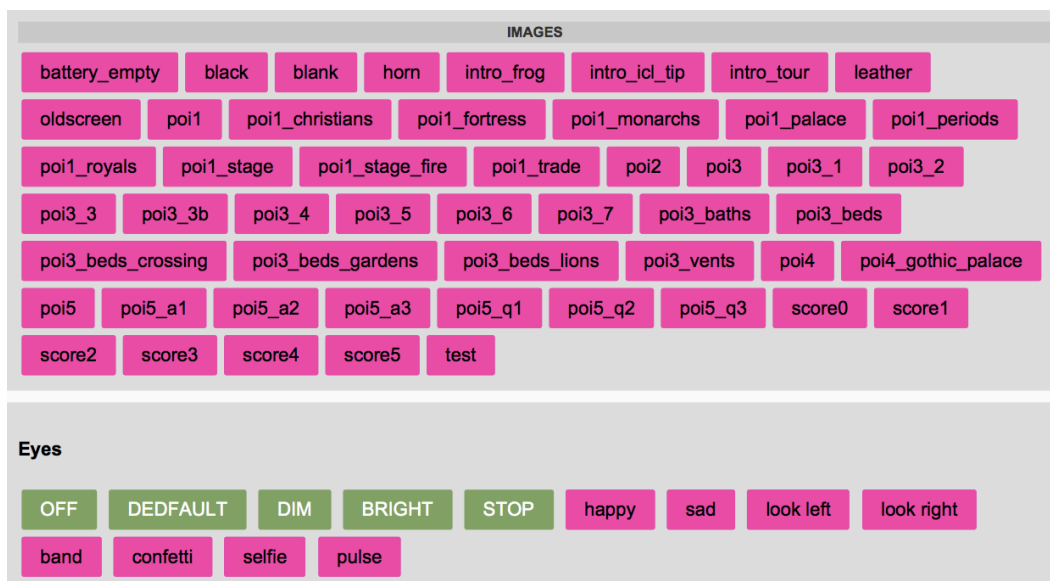 IMAGES
battery_empty black blank horn intro_frog intro_icl_tip intro_tour leather
oldscreen poi1 poi1_christians poi1_fortress poi1_monarchs poi1_palace poi1_periods
poi1_royals poi1_stage poi1_stage_fire poi1_trade poi2 poi3 poi3_1 poi3_2
poi3_3 poi3_3b poi3_4 poi3_5 poi3_6 poi3_7 poi3_baths poi3_beds
poi3_beds_crossing poi3_beds_gardens poi3_beds_lions poi3_vents poi4 poi4_gothic_palace
poi5 poi5_a1 poi5_a2 poi5_a3 poi5_q1 poi5_q2 poi5_q3 score0 score1
score2 score3 score4 score5 test
Eyes
OFF DEDFAULT DIM BRIGHT STOP happy sad look left look right
band confetti selfie pulse